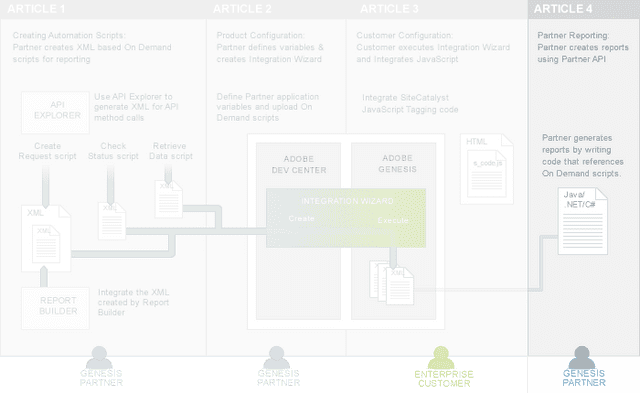 ARTICLE 1
Creating Automation Scripts:
Partner creates XML based On Demand
scripts for reporting
API
EXPLORER
Use API Explorer to
generate XML for API
method calls
Create
Request script
Check
Status script
Retrieve
Data script
XML
XML
XML
XML
REPORT
BUILDER
Integrate the XML
created by Report
Builder
GENESIS
PARTNER
ARTICLE 2
Product Configuration:
Partner defines variables &
creates Integration Wizard
Define Partner application
variables and upload On
Demand scripts
ADOBE
DEV CENTER
INTEGRATION WIZARD
Create
Execute
GENESIS
PARTNER
ARTICLE 3
Customer Configuration:
Customer executes Integration Wizard
and Integrates JavaScript
Integrate SiteCatalyst
JavaScript Tagging code
ADOBE
GENESIS
HTML
s_code.js
XML
ENTERPRISE
CUSTOMER
ARTICLE 4
Partner Reporting:
Partner creates reports
using Partner API
Partner generates
reports by writing
code that references
On Demand scripts.
Java/
.NET/C#
GENESIS
PARTNER